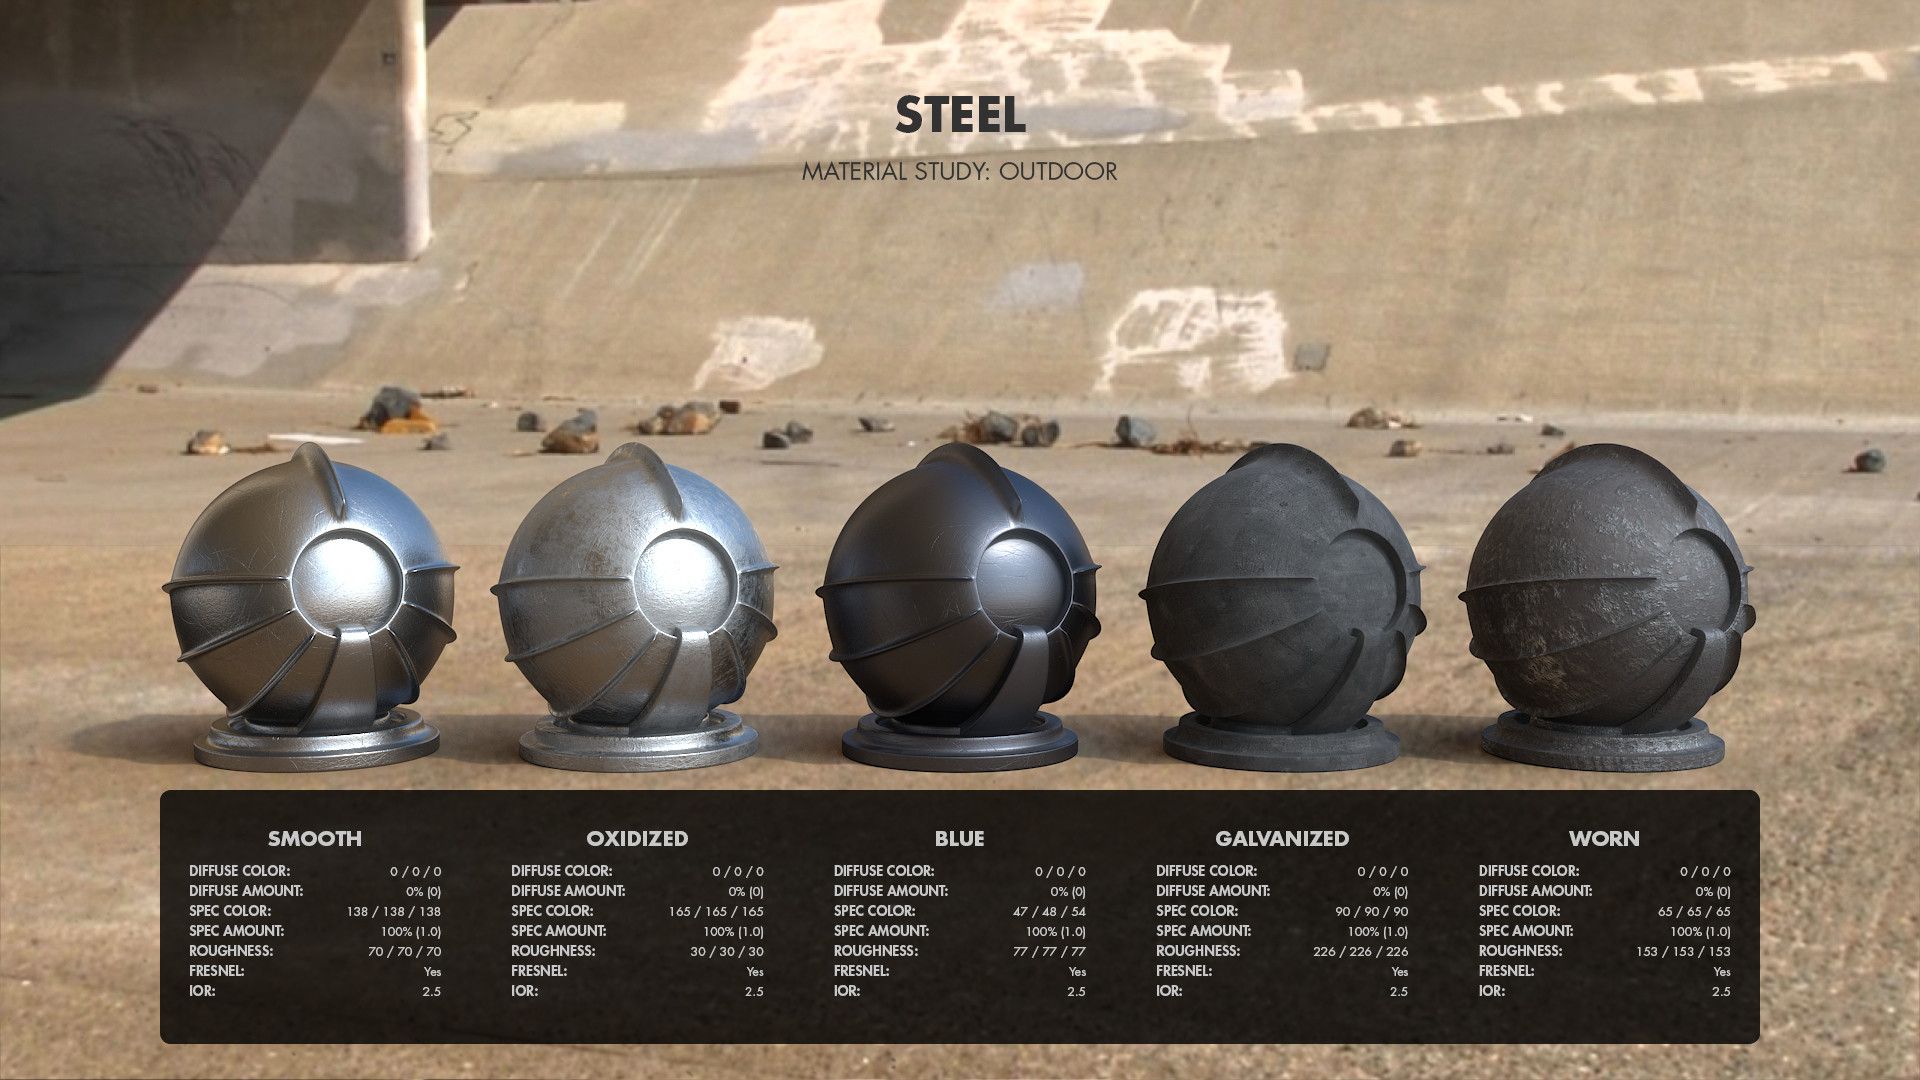 STEEL
MATERIAL STUDY: OUTDOOR
SMOOTH
DIFFUSE COLOR: 0 / 0 / 0
DIFFUSE AMOUNT: 0% (0)
SPEC COLOR: 138 / 138 / 138
SPEC AMOUNT: 100% (1.0)
ROUGHNESS: 70 / 70 / 70
FRESNEL: Yes
IOR: 2.5
OXIDIZED
DIFFUSE COLOR: 0 / 0 / 0
DIFFUSE AMOUNT: 0% (0)
SPEC COLOR: 165 / 165 / 165
SPEC AMOUNT: 100% (1.0)
ROUGHNESS: 30 / 30 / 30
FRESNEL: Yes
IOR: 2.5
BLUE
DIFFUSE COLOR: 0 / 0 / 0
DIFFUSE AMOUNT: 0% (0)
SPEC COLOR: 47 / 48 / 54
SPEC AMOUNT: 100% (1.0)
ROUGHNESS: 77 / 77 / 77
FRESNEL: Yes
IOR: 2.5
GALVANIZED
DIFFUSE COLOR: 0 / 0 / 0
DIFFUSE AMOUNT: 0% (0)
SPEC COLOR: 90 / 90 / 90
SPEC AMOUNT: 100% (1.0)
ROUGHNESS: 226 / 226 / 226
FRESNEL: Yes
IOR: 2.5
WORN
DIFFUSE COLOR: 0 / 0 / 0
DIFFUSE AMOUNT: 0% (0)
SPEC COLOR: 65 / 65 / 65
SPEC AMOUNT: 100% (1.0)
ROUGHNESS: 153 / 153 / 153
FRESNEL: Yes
IOR: 2.5